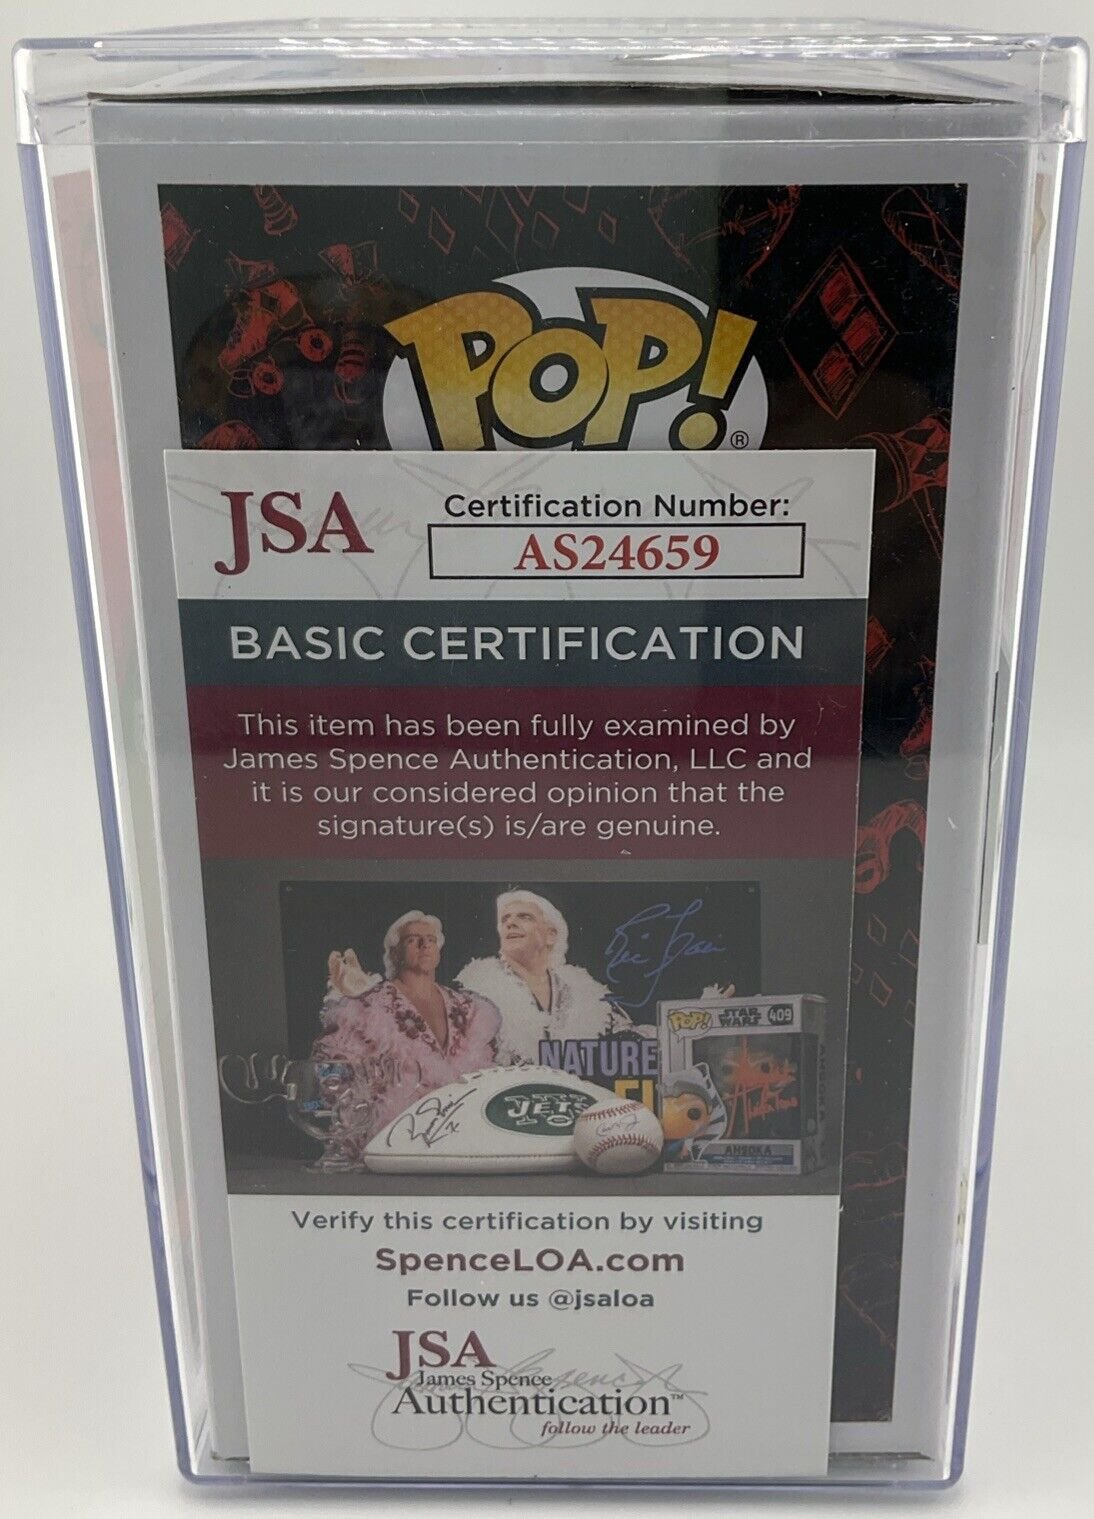 POP!®
JSA
Certification Number:
AS24659
BASIC CERTIFICATION
This item has been fully examined by
James Spence Authentication, LLC and
it is our considered opinion that the
signature(s) is/are genuine.
NATURE
JETS
POP! STAR WARS 409
AHSOKA
Verify this certification by visiting
SpenceLOA.com
Follow us @jsaloa
JSA
James Spence
Authentication™
follow the leader